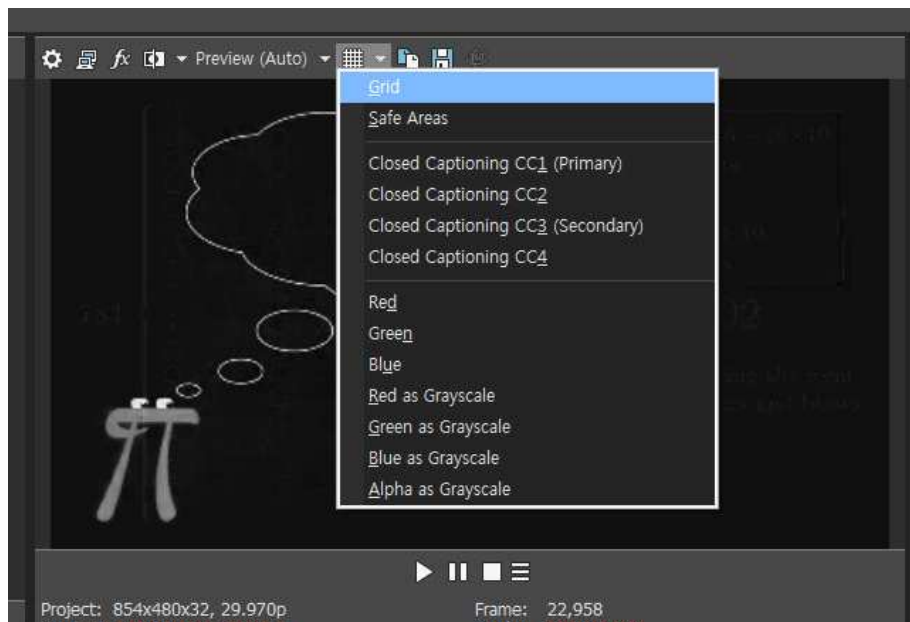 fx Preview (Auto)
Grid
Safe Areas
Closed Captioning CC1 (Primary)
Closed Captioning CC2
Closed Captioning CC3 (Secondary)
Closed Captioning CC4
Red
Green
Blue
Red as Grayscale
Green as Grayscale
Blue as Grayscale
Alpha as Grayscale
π
Project: 854x480x32, 29.970p Frame: 22,958